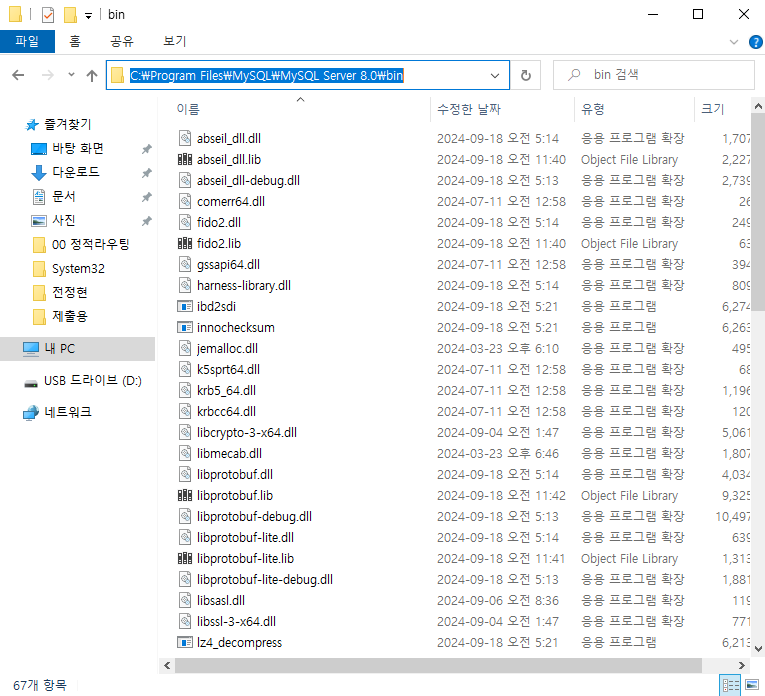 bin
파일 홈 공유 보기
C:₩Program Files₩MySQL₩MySQL Server 8.0₩bin
bin 검색
즐겨찾기
바탕 화면
다운로드
문서
사진
00 정적라우팅
System32
전정현
제출용
내 PC
USB 드라이브 (D:)
네트워크
이름 수정한 날짜 유형 크기
abseil_dll.dll 2024-09-18 오전 5:14 응용 프로그램 확장 1,707
abseil_dll.lib 2024-09-18 오전 11:40 Object File Library 2,227
abseil_dll-debug.dll 2024-09-18 오전 5:13 응용 프로그램 확장 2,739
comerr64.dll 2024-07-11 오전 12:58 응용 프로그램 확장 26
fido2.dll 2024-09-18 오전 5:14 응용 프로그램 확장 249
fido2.lib 2024-09-18 오전 11:40 Object File Library 63
gssapi64.dll 2024-07-11 오전 12:58 응용 프로그램 확장 394
harness-library.dll 2024-09-18 오전 5:14 응용 프로그램 확장 809
ibd2sdi 2024-09-18 오전 5:21 응용 프로그램 6,274
innochecksum 2024-09-18 오전 5:21 응용 프로그램 6,263
jemalloc.dll 2024-03-23 오후 6:10 응용 프로그램 확장 495
k5sprt64.dll 2024-07-11 오전 12:58 응용 프로그램 확장 68
krb5_64.dll 2024-07-11 오전 12:58 응용 프로그램 확장 1,196
krbcc64.dll 2024-07-11 오전 12:58 응용 프로그램 확장 120
libcrypto-3-x64.dll 2024-09-04 오전 1:47 응용 프로그램 확장 5,061
libmecab.dll 2024-03-23 오후 6:46 응용 프로그램 확장 1,807
libprotobuf.dll 2024-09-18 오전 5:14 응용 프로그램 확장 4,034
libprotobuf.lib 2024-09-18 오전 11:42 Object File Library 9,325
libprotobuf-debug.dll 2024-09-18 오전 5:13 응용 프로그램 확장 10,497
libprotobuf-lite.dll 2024-09-18 오전 5:14 응용 프로그램 확장 639
libprotobuf-lite.lib 2024-09-18 오전 11:41 Object File Library 1,313
libprotobuf-lite-debug.dll 2024-09-18 오전 5:13 응용 프로그램 확장 1,881
libsasl.dll 2024-09-06 오전 8:36 응용 프로그램 확장 119
libssl-3-x64.dll 2024-09-04 오전 1:47 응용 프로그램 확장 771
lz4_decompress 2024-09-18 오전 5:21 응용 프로그램 6,213
67개 항목